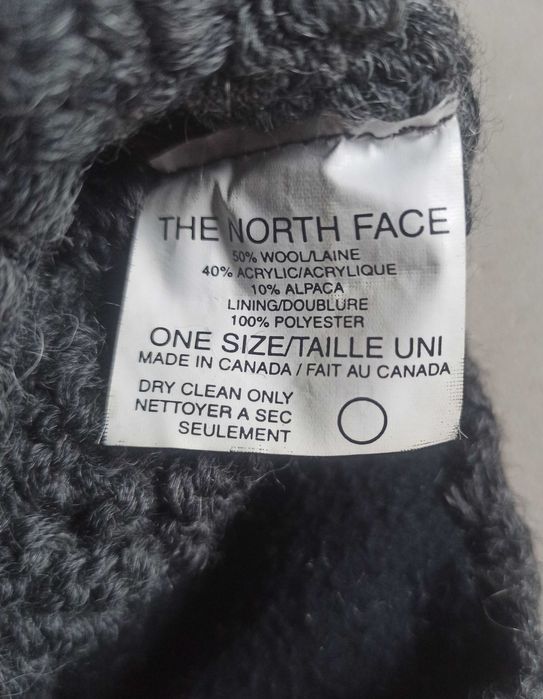 THE NORTH FACE
50% WOOL/LAINE
40% ACRYLIC/ACRYLIQUE
10% ALPACA
LINING/DOUBLURE
100% POLYESTER
ONE SIZE/TAILLE UNI
MADE IN CANADA / FAIT AU CANADA
DRY CLEAN ONLY
NETTOYER A SEC
SEULEMENT